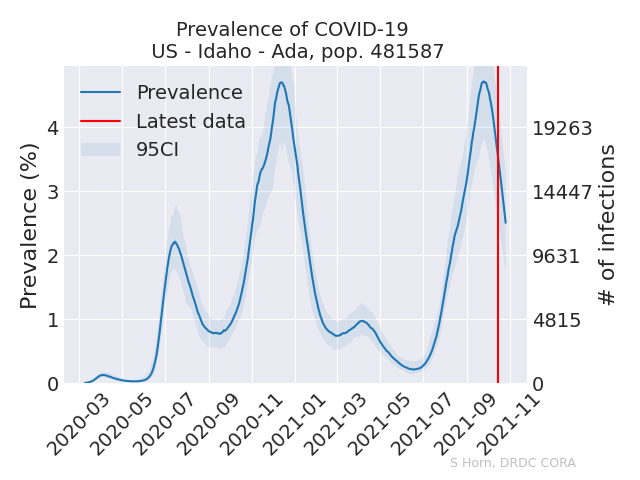 Prevalence of COVID-19
US - Idaho - Ada, pop. 481587
Prevalence
Latest data
95CI
Prevalence (%)
4
3
2
1
0
19263
14447
9631
4815
0
# of infections
2020-03
2020-05
2020-07
2020-09
2020-11
2021-01
2021-03
2021-05
2021-07
2021-09
2021-11
S Horn, DRDC CORA